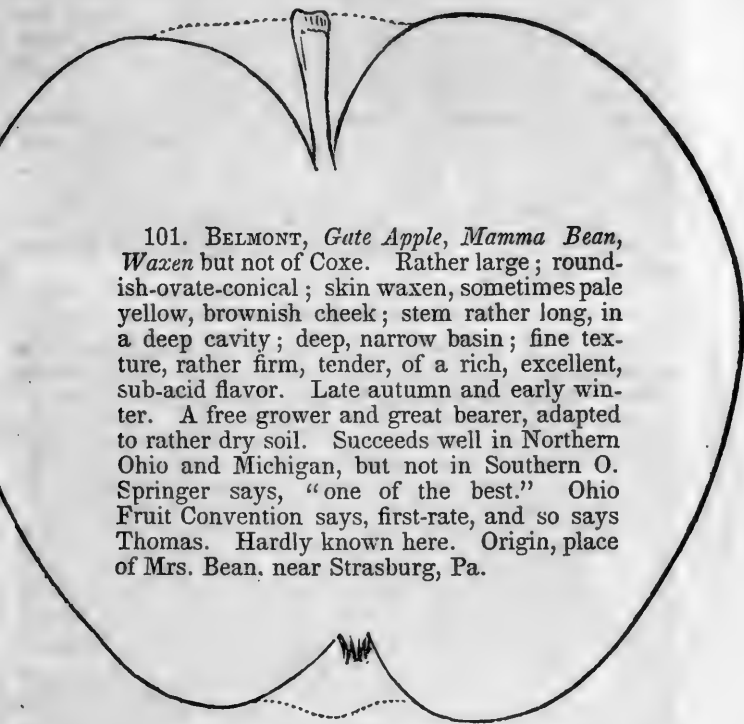 101. BELMONT, Gate Apple, Mamma Bean,
Waxen but not of Coxe. Rather large; round-
ish-ovate-conical; skin waxen, sometimes pale
yellow, brownish cheek; stem rather long, in
a deep cavity; deep, narrow basin; fine tex-
ture, rather firm, tender, of a rich, excellent,
sub-acid flavor. Late autumn and early win-
ter. A free grower and great bearer, adapted
to rather dry soil. Succeeds well in Northern
Ohio and Michigan, but not in Southern O.
Springer says, "one of the best." Ohio
Fruit Convention says, first-rate, and so says
Thomas. Hardly known here. Origin, place
of Mrs. Bean. near Strasburg, Pa.